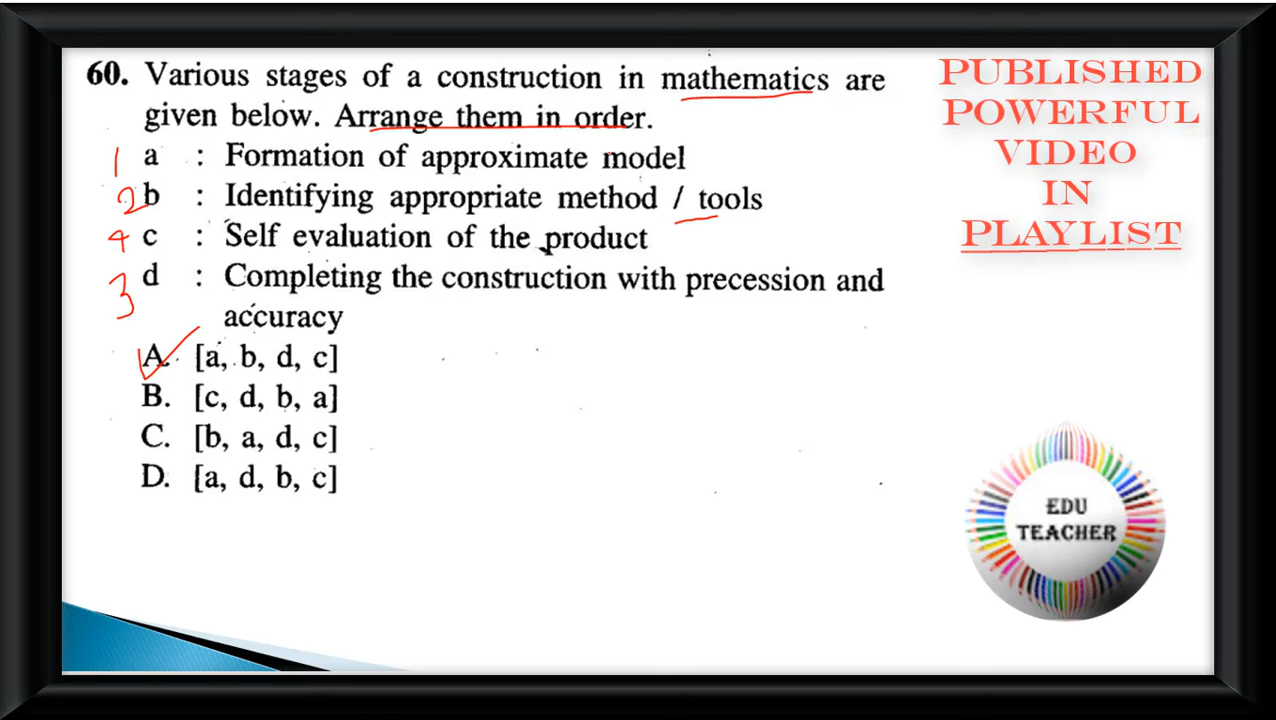 60. Various stages of a construction in mathematics are
given below. Arrange them in order.
1 a : Formation of approximate model
2 b : Identifying appropriate method / tools
4 c : Self evaluation of the product
3 d : Completing the construction with precession and
accuracy
A. [a, b, d, c]
B. [c, d, b, a]
C. [b, a, d, c]
D. [a, d, b, c]
PUBLISHED
POWERFUL
VIDEO
IN
PLAYLIST
EDU
TEACHER